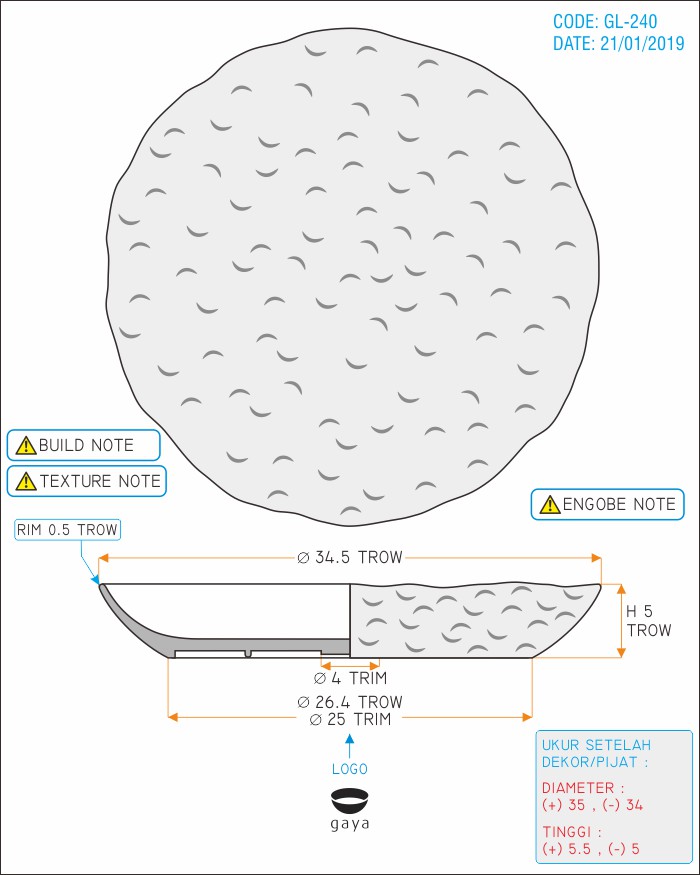 CODE: GL-240
DATE: 21/01/2019
BUILD NOTE
TEXTURE NOTE
ENGOBE NOTE
RIM 0.5 TROW
Ø 34.5 TROW
H 5
TROW
Ø 4 TRIM
Ø 26.4 TROW
Ø 25 TRIM
LOGO
gaya
UKUR SETELAH
DEKOR/PIJAT :
DIAMETER :
(+) 35 , (-) 34
TINGGI :
(+) 5.5 , (-) 5